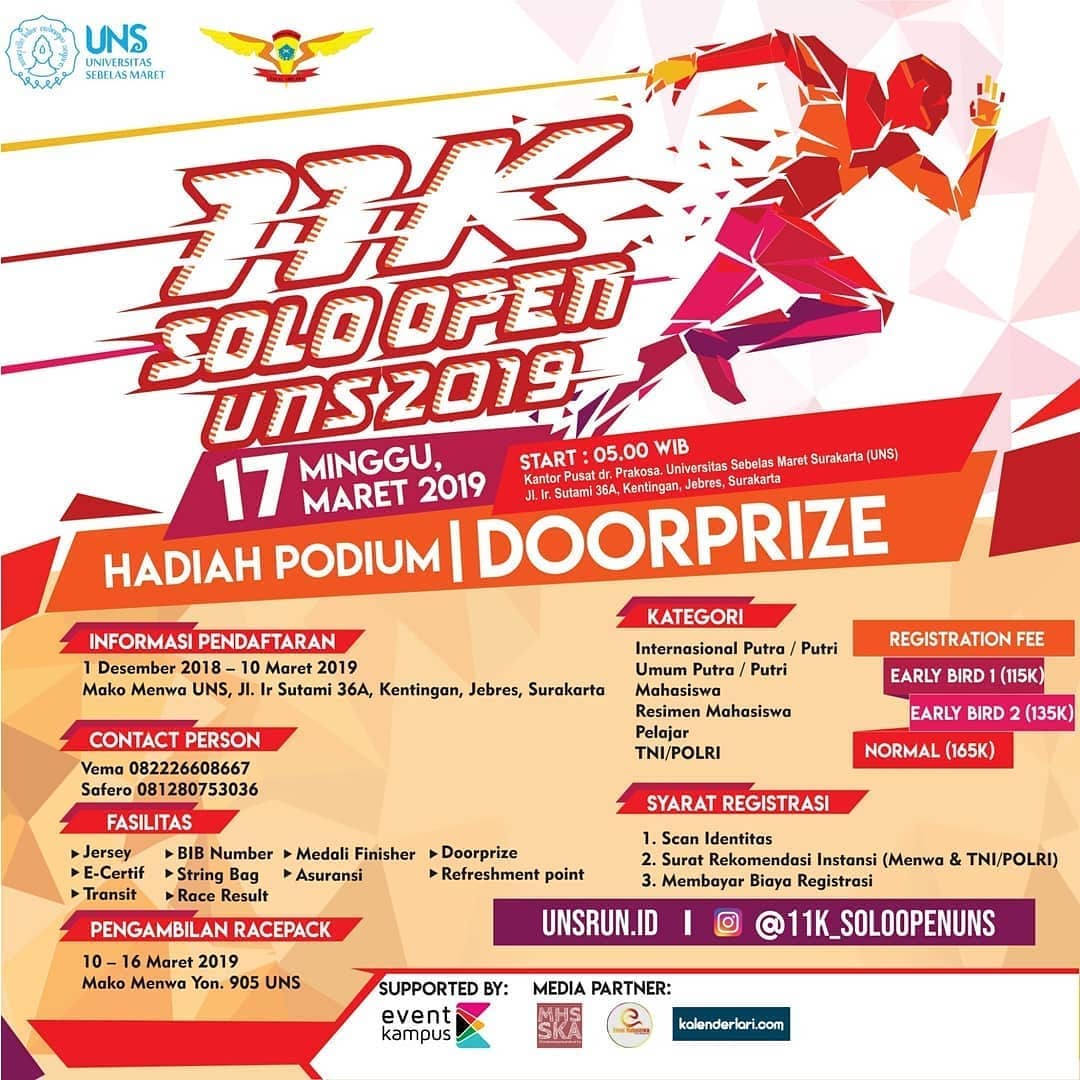 UNS
UNIVERSITAS
SEBELAS MARET
11K
SOLO OPEN
UNS 2019
17 MINGGU,
MARET 2019
START : 05.00 WIB
Kantor Pusat dr. Prakosa. Universitas Sebelas Maret Surakarta (UNS)
Jl. Ir. Sutami 36A, Kentingan, Jebres, Surakarta
HADIAH PODIUM | DOORPRIZE
INFORMASI PENDAFTARAN
1 Desember 2018 – 10 Maret 2019
Mako Menwa UNS, Jl. Ir Sutami 36A, Kentingan, Jebres, Surakarta
CONTACT PERSON
Vema 082226608667
Safero 081280753036
FASILITAS
▸ Jersey ▸ BIB Number ▸ Medali Finisher ▸ Doorprize
▸ E-Certif ▸ String Bag ▸ Asuransi ▸ Refreshment point
▸ Transit ▸ Race Result
PENGAMBILAN RACEPACK
10 – 16 Maret 2019
Mako Menwa Yon. 905 UNS
KATEGORI
Internasional Putra / Putri
Umum Putra / Putri
Mahasiswa
Resimen Mahasiswa
Pelajar
TNI/POLRI
REGISTRATION FEE
EARLY BIRD 1 (115K)
EARLY BIRD 2 (135K)
NORMAL (165K)
SYARAT REGISTRASI
1. Scan Identitas
2. Surat Rekomendasi Instansi (Menwa & TNI/POLRI)
3. Membayar Biaya Registrasi
UNSRUN.ID | @11K_SOLOOPENUNS
SUPPORTED BY:
event
kampus
MEDIA PARTNER:
MHS
SKA
kalenderlari.com